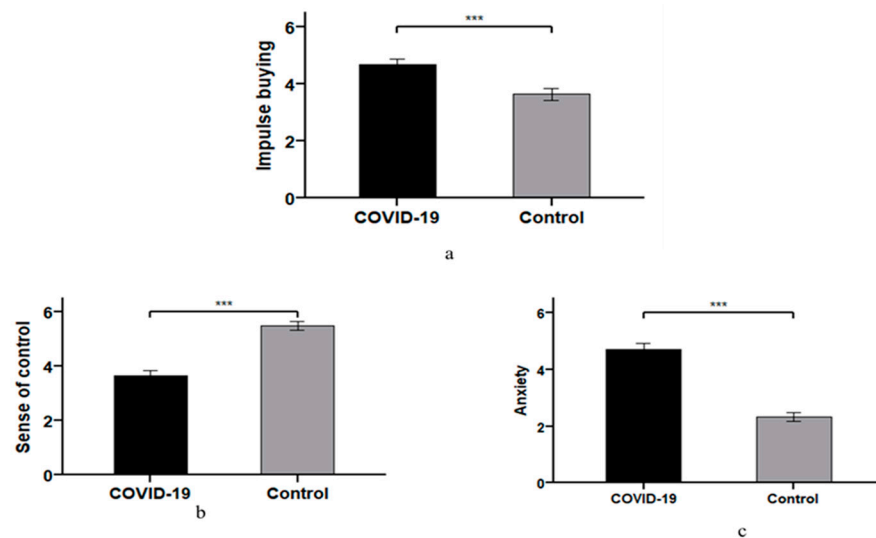 ***
6
4
2
0
Impulse buying
COVID-19 Control
a
***
6
4
2
0
Sense of control
COVID-19 Control
b
***
6
4
2
0
Anxiety
COVID-19 Control
c